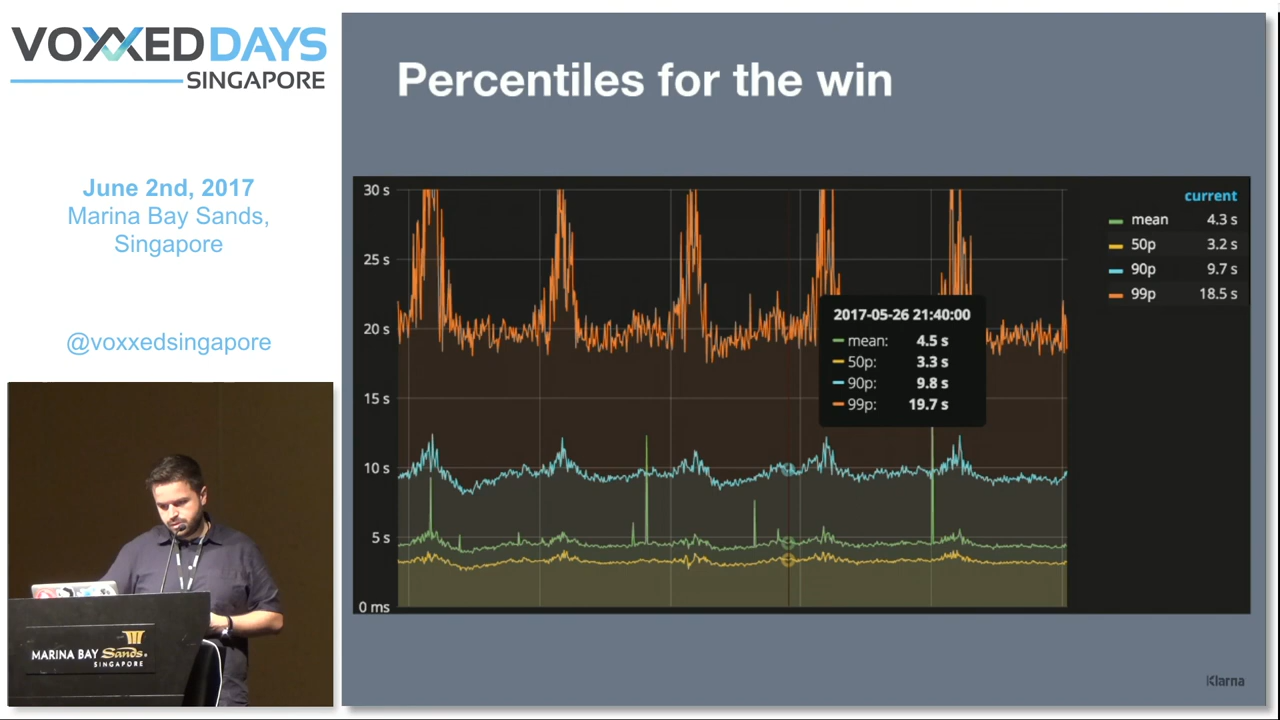 VOXXED DAYS
SINGAPORE
June 2nd, 2017
Marina Bay Sands,
Singapore
@voxxedsingapore
MARINA BAY Sands.
SINGAPORE
Percentiles for the win
30 s
25 s
20 s
15 s
10 s
5 s
0 ms
2017-05-26 21:40:00
mean: 4.5 s
50p: 3.3 s
90p: 9.8 s
99p: 19.7 s
current
mean 4.3 s
50p 3.2 s
90p 9.7 s
99p 18.5 s
Klarna